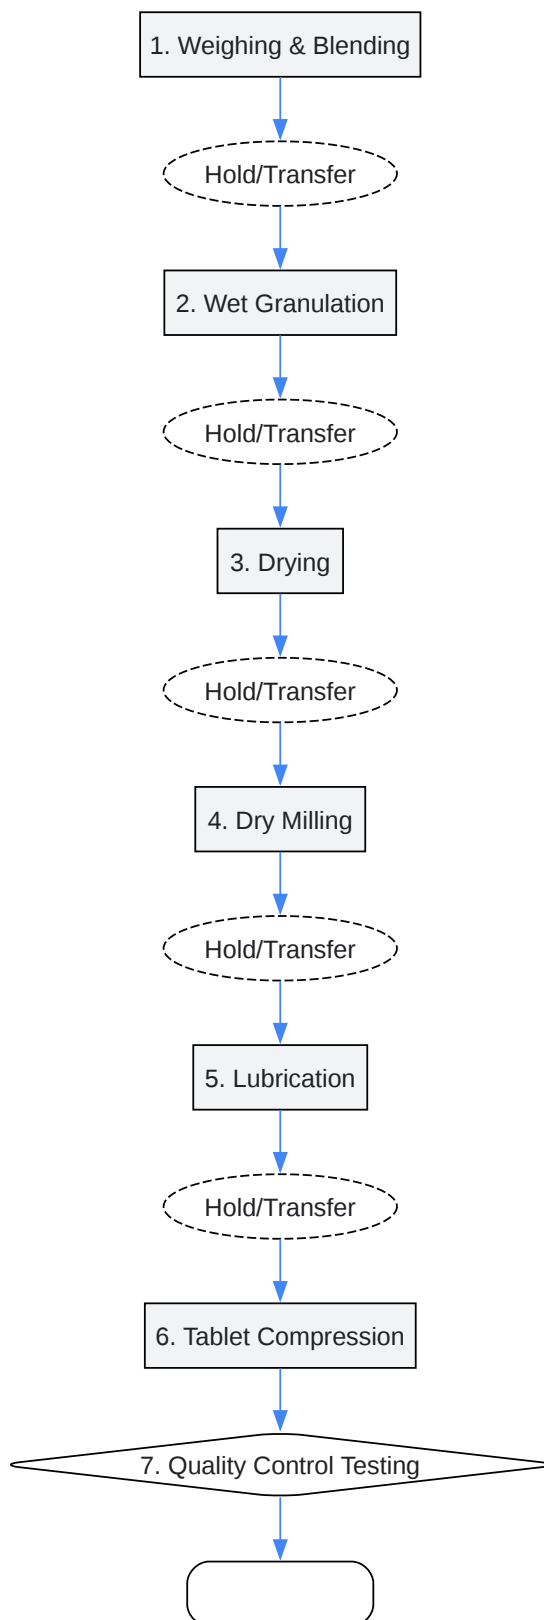 1. Weighing & Blending
Hold/Transfer
2. Wet Granulation
Hold/Transfer
3. Drying
Hold/Transfer
4. Dry Milling
Hold/Transfer
5. Lubrication
Hold/Transfer
6. Tablet Compression
7. Quality Control Testing